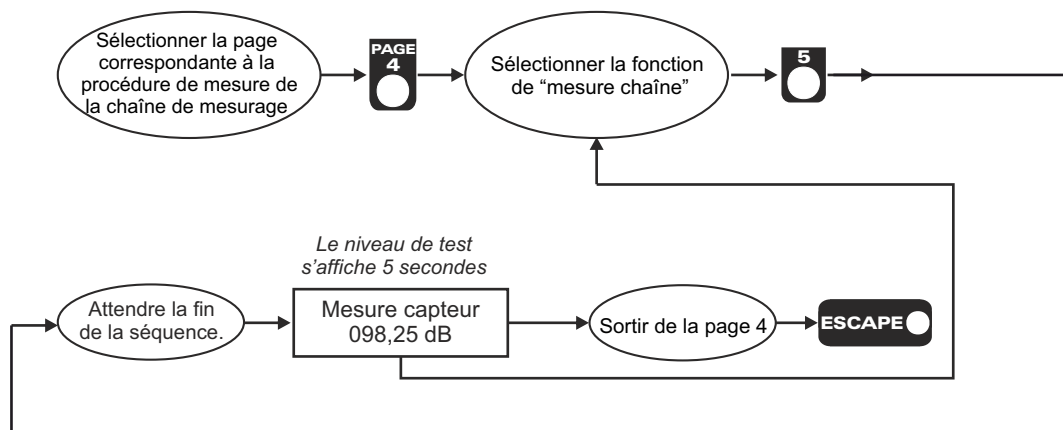 Sélectionner la page
correspondante à la
procédure de mesure de
la chaîne de mesurage
PAGE
4
Sélectionner la fonction
de “mesure chaîne”
5
Le niveau de test
s’affiche 5 secondes
Attendre la fin
de la séquence.
Mesure capteur
098,25 dB
Sortir de la page 4
ESCAPE